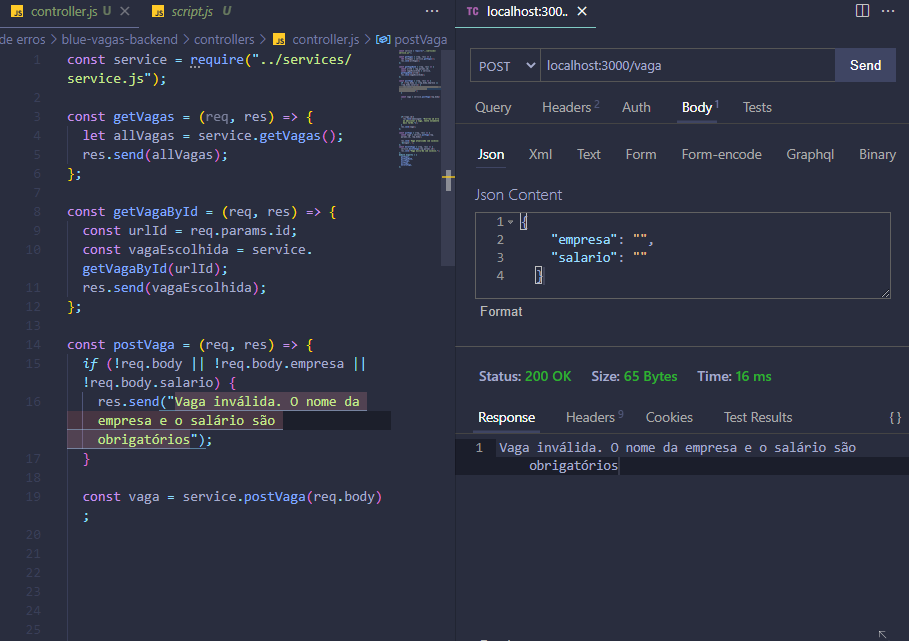 JS controller.js U
JS script.js U
···
TC localhost:300..
···
de erros > blue-vagas-backend > controllers > JS controller.js > postVaga
1 const service = require("../services/
service.js");
2
3 const getVagas = (req, res) => {
4 let allVagas = service.getVagas();
5 res.send(allVagas);
6 };
7
8 const getVagaById = (req, res) => {
9 const urlId = req.params.id;
10 const vagaEscolhida = service.
getVagaById(urlId);
11 res.send(vagaEscolhida);
12 };
13
14 const postVaga = (req, res) => {
15 if (!req.body || !req.body.empresa ||
!req.body.salario) {
16 res.send("Vaga inválida. O nome da
empresa e o salário são
obrigatórios");
17 }
18
19 const vaga = service.postVaga(req.body)
;
20
21
22
23
24
25
POST localhost:3000/vaga Send
Query Headers 2 Auth Body 1 Tests
Json Xml Text Form Form-encode Graphql Binary
Json Content
1 {
2 "empresa": "",
3 "salario": ""
4 }
Format
Status: 200 OK Size: 65 Bytes Time: 16 ms
Response Headers 9 Cookies Test Results { }
1 Vaga inválida. O nome da empresa e o salário são
obrigatórios